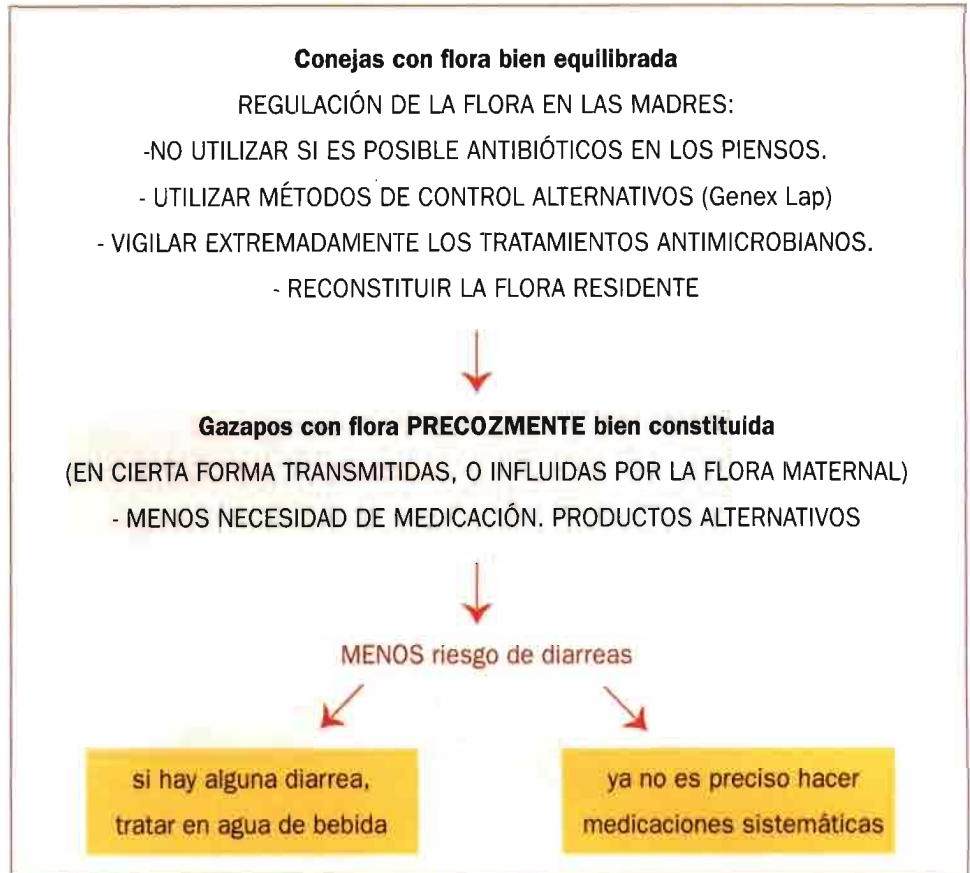 Conejas con flora bien equilibrada
REGULACIÓN DE LA FLORA EN LAS MADRES:
-NO UTILIZAR SI ES POSIBLE ANTIBIÓTICOS EN LOS PIENSOS.
- UTILIZAR MÉTODOS DE CONTROL ALTERNATIVOS (Genex Lap)
- VIGILAR EXTREMADAMENTE LOS TRATAMIENTOS ANTIMICROBIANOS.
- RECONSTITUIR LA FLORA RESIDENTE
Gazapos con flora PRECOZMENTE bien constituída
(EN CIERTA FORMA TRANSMITIDAS, O INFLUIDAS POR LA FLORA MATERNAL)
- MENOS NECESIDAD DE MEDICACIÓN. PRODUCTOS ALTERNATIVOS
MENOS riesgo de diarreas
si hay alguna diarrea,
tratar en agua de bebida
ya no es preciso hacer
medicaciones sistemáticas